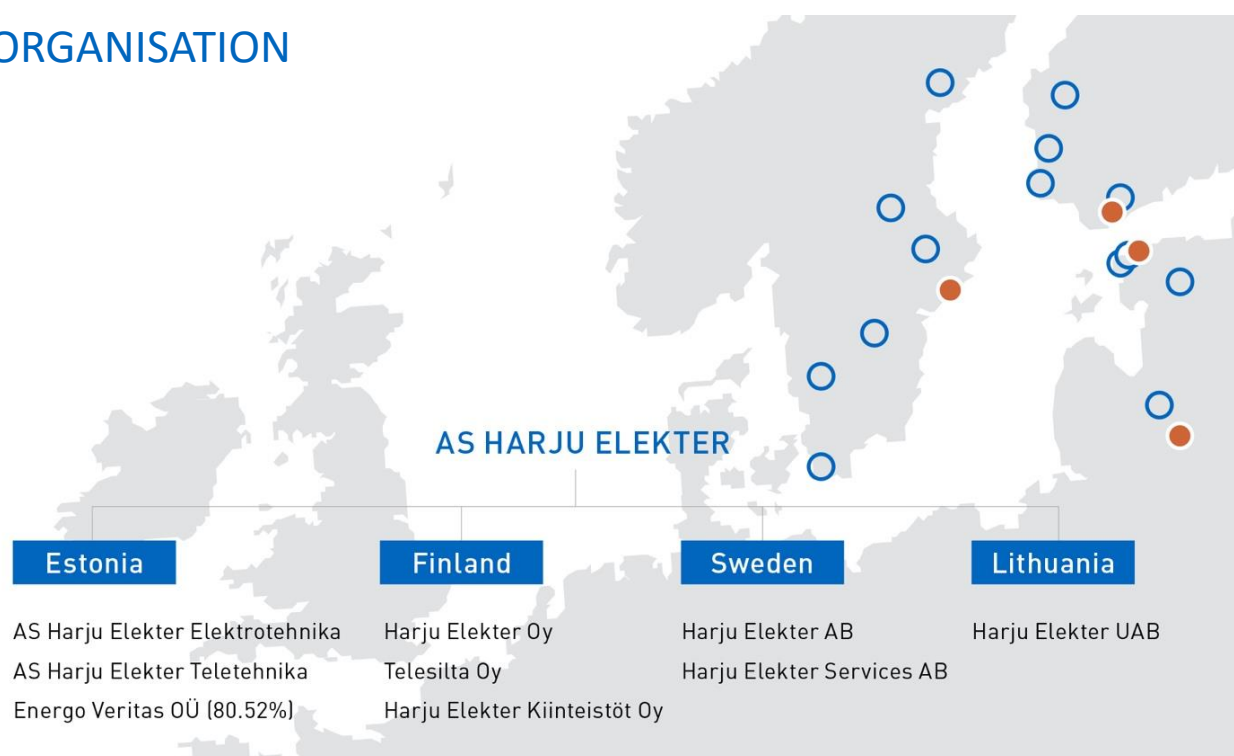 ORGANISATION
AS HARJU ELEKTER
Estonia
AS Harju Elekter Elektrotehnika
AS Harju Elekter Teletehnika
Energo Veritas OÜ (80.52%)
Finland
Harju Elekter Oy
Telesilta Oy
Harju Elekter Kiinteistöt Oy
Sweden
Harju Elekter AB
Harju Elekter Services AB
Lithuania
Harju Elekter UAB